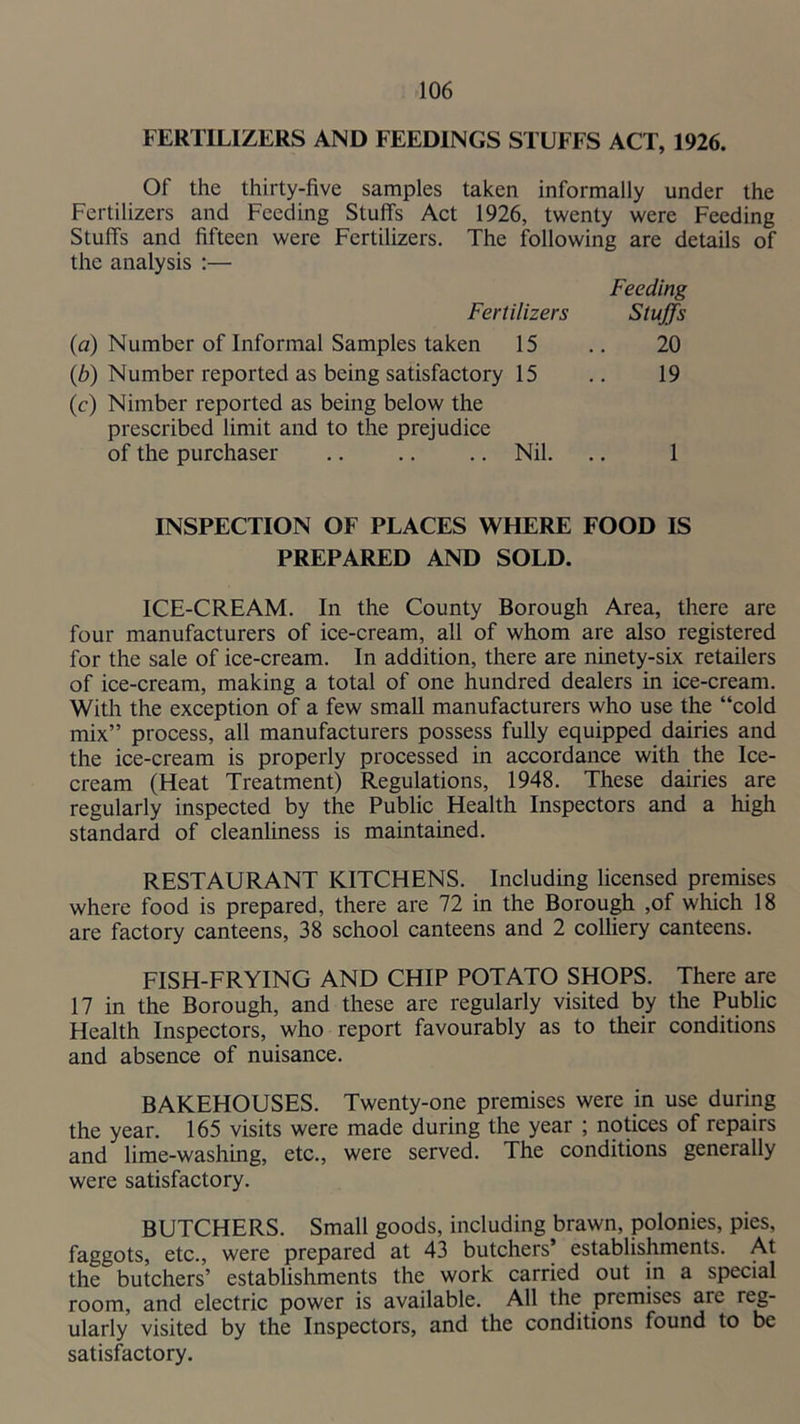 106
FERTILIZERS AND FEEDINGS STUFFS ACT, 1926.
Of the thirty-five samples taken informally under the
Fertilizers and Feeding Stuffs Act 1926, twenty were Feeding
Stuffs and fifteen were Fertilizers. The following are details of
the analysis :—
Feeding
Fertilizers Stuffs
(a) Number of Informal Samples taken 15 .. 20
(b) Number reported as being satisfactory 15 .. 19
(c) Nimber reported as being below the
prescribed limit and to the prejudice
of the purchaser .. .. .. Nil. .. 1
INSPECTION OF PLACES WHERE FOOD IS
PREPARED AND SOLD.
ICE-CREAM. In the County Borough Area, there are
four manufacturers of ice-cream, all of whom are also registered
for the sale of ice-cream. In addition, there are ninety-six retailers
of ice-cream, making a total of one hundred dealers in ice-cream.
With the exception of a few small manufacturers who use the “cold
mix” process, all manufacturers possess fully equipped dairies and
the ice-cream is properly processed in accordance with the Ice-
cream (Heat Treatment) Regulations, 1948. These dairies are
regularly inspected by the Public Health Inspectors and a high
standard of cleanliness is maintained.
RESTAURANT KITCHENS. Including licensed premises
where food is prepared, there are 72 in the Borough ,of which 18
are factory canteens, 38 school canteens and 2 colliery canteens.
FISH-FRYING AND CHIP POTATO SHOPS. There are
17 in the Borough, and these are regularly visited by the Public
Health Inspectors, who report favourably as to their conditions
and absence of nuisance.
BAKEHOUSES. Twenty-one premises were in use during
the year. 165 visits were made during the year ; notices of repairs
and lime-washing, etc., were served. The conditions generally
were satisfactory.
BUTCHERS. Small goods, including brawn, polonies, pies,
faggots, etc., were prepared at 43 butchers’ establishments. At
the butchers’ establishments the work carried out in a special
room, and electric power is available. All the premises are reg-
ularly visited by the Inspectors, and the conditions found to be
satisfactory.